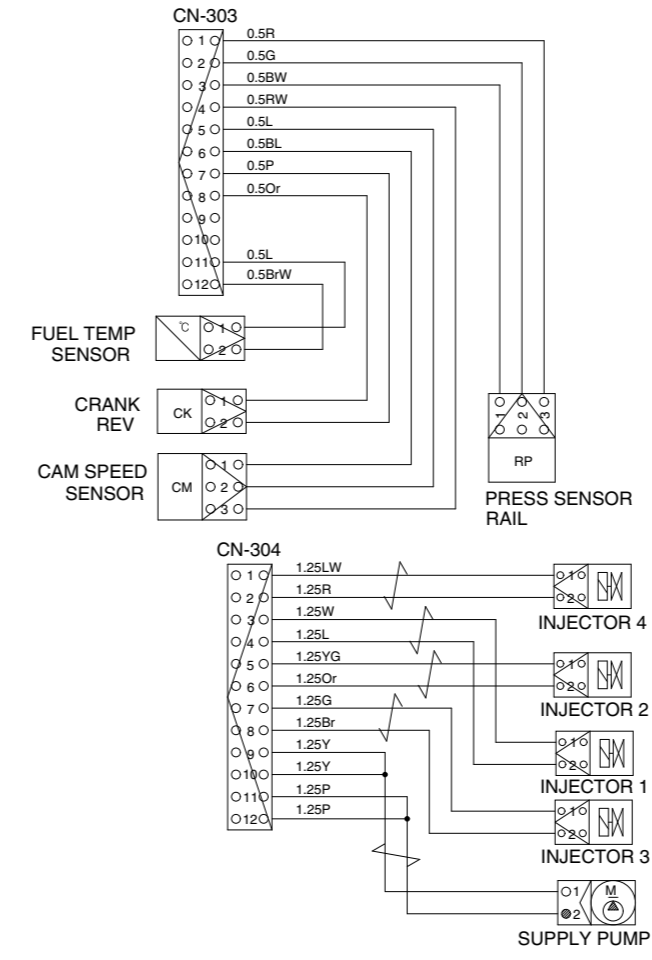 CN-303
1 0.5R
2 0.5G
3 0.5BW
4 0.5RW
5 0.5L
6 0.5BL
7 0.5P
8 0.5Or
9
10
11 0.5L
12 0.5BrW
FUEL TEMP
SENSOR
°C
1
2
CRANK
REV
CK
1
2
CAM SPEED
SENSOR
CM
1
2
3
1 2 3
RP
PRESS SENSOR
RAIL
CN-304
1 1.25LW
2 1.25R
3 1.25W
4 1.25L
5 1.25YG
6 1.25Or
7 1.25G
8 1.25Br
9 1.25Y
10 1.25Y
11 1.25P
12 1.25P
1
2
INJECTOR 4
1
2
INJECTOR 2
1
2
INJECTOR 1
1
2
INJECTOR 3
1
2
M
SUPPLY PUMP